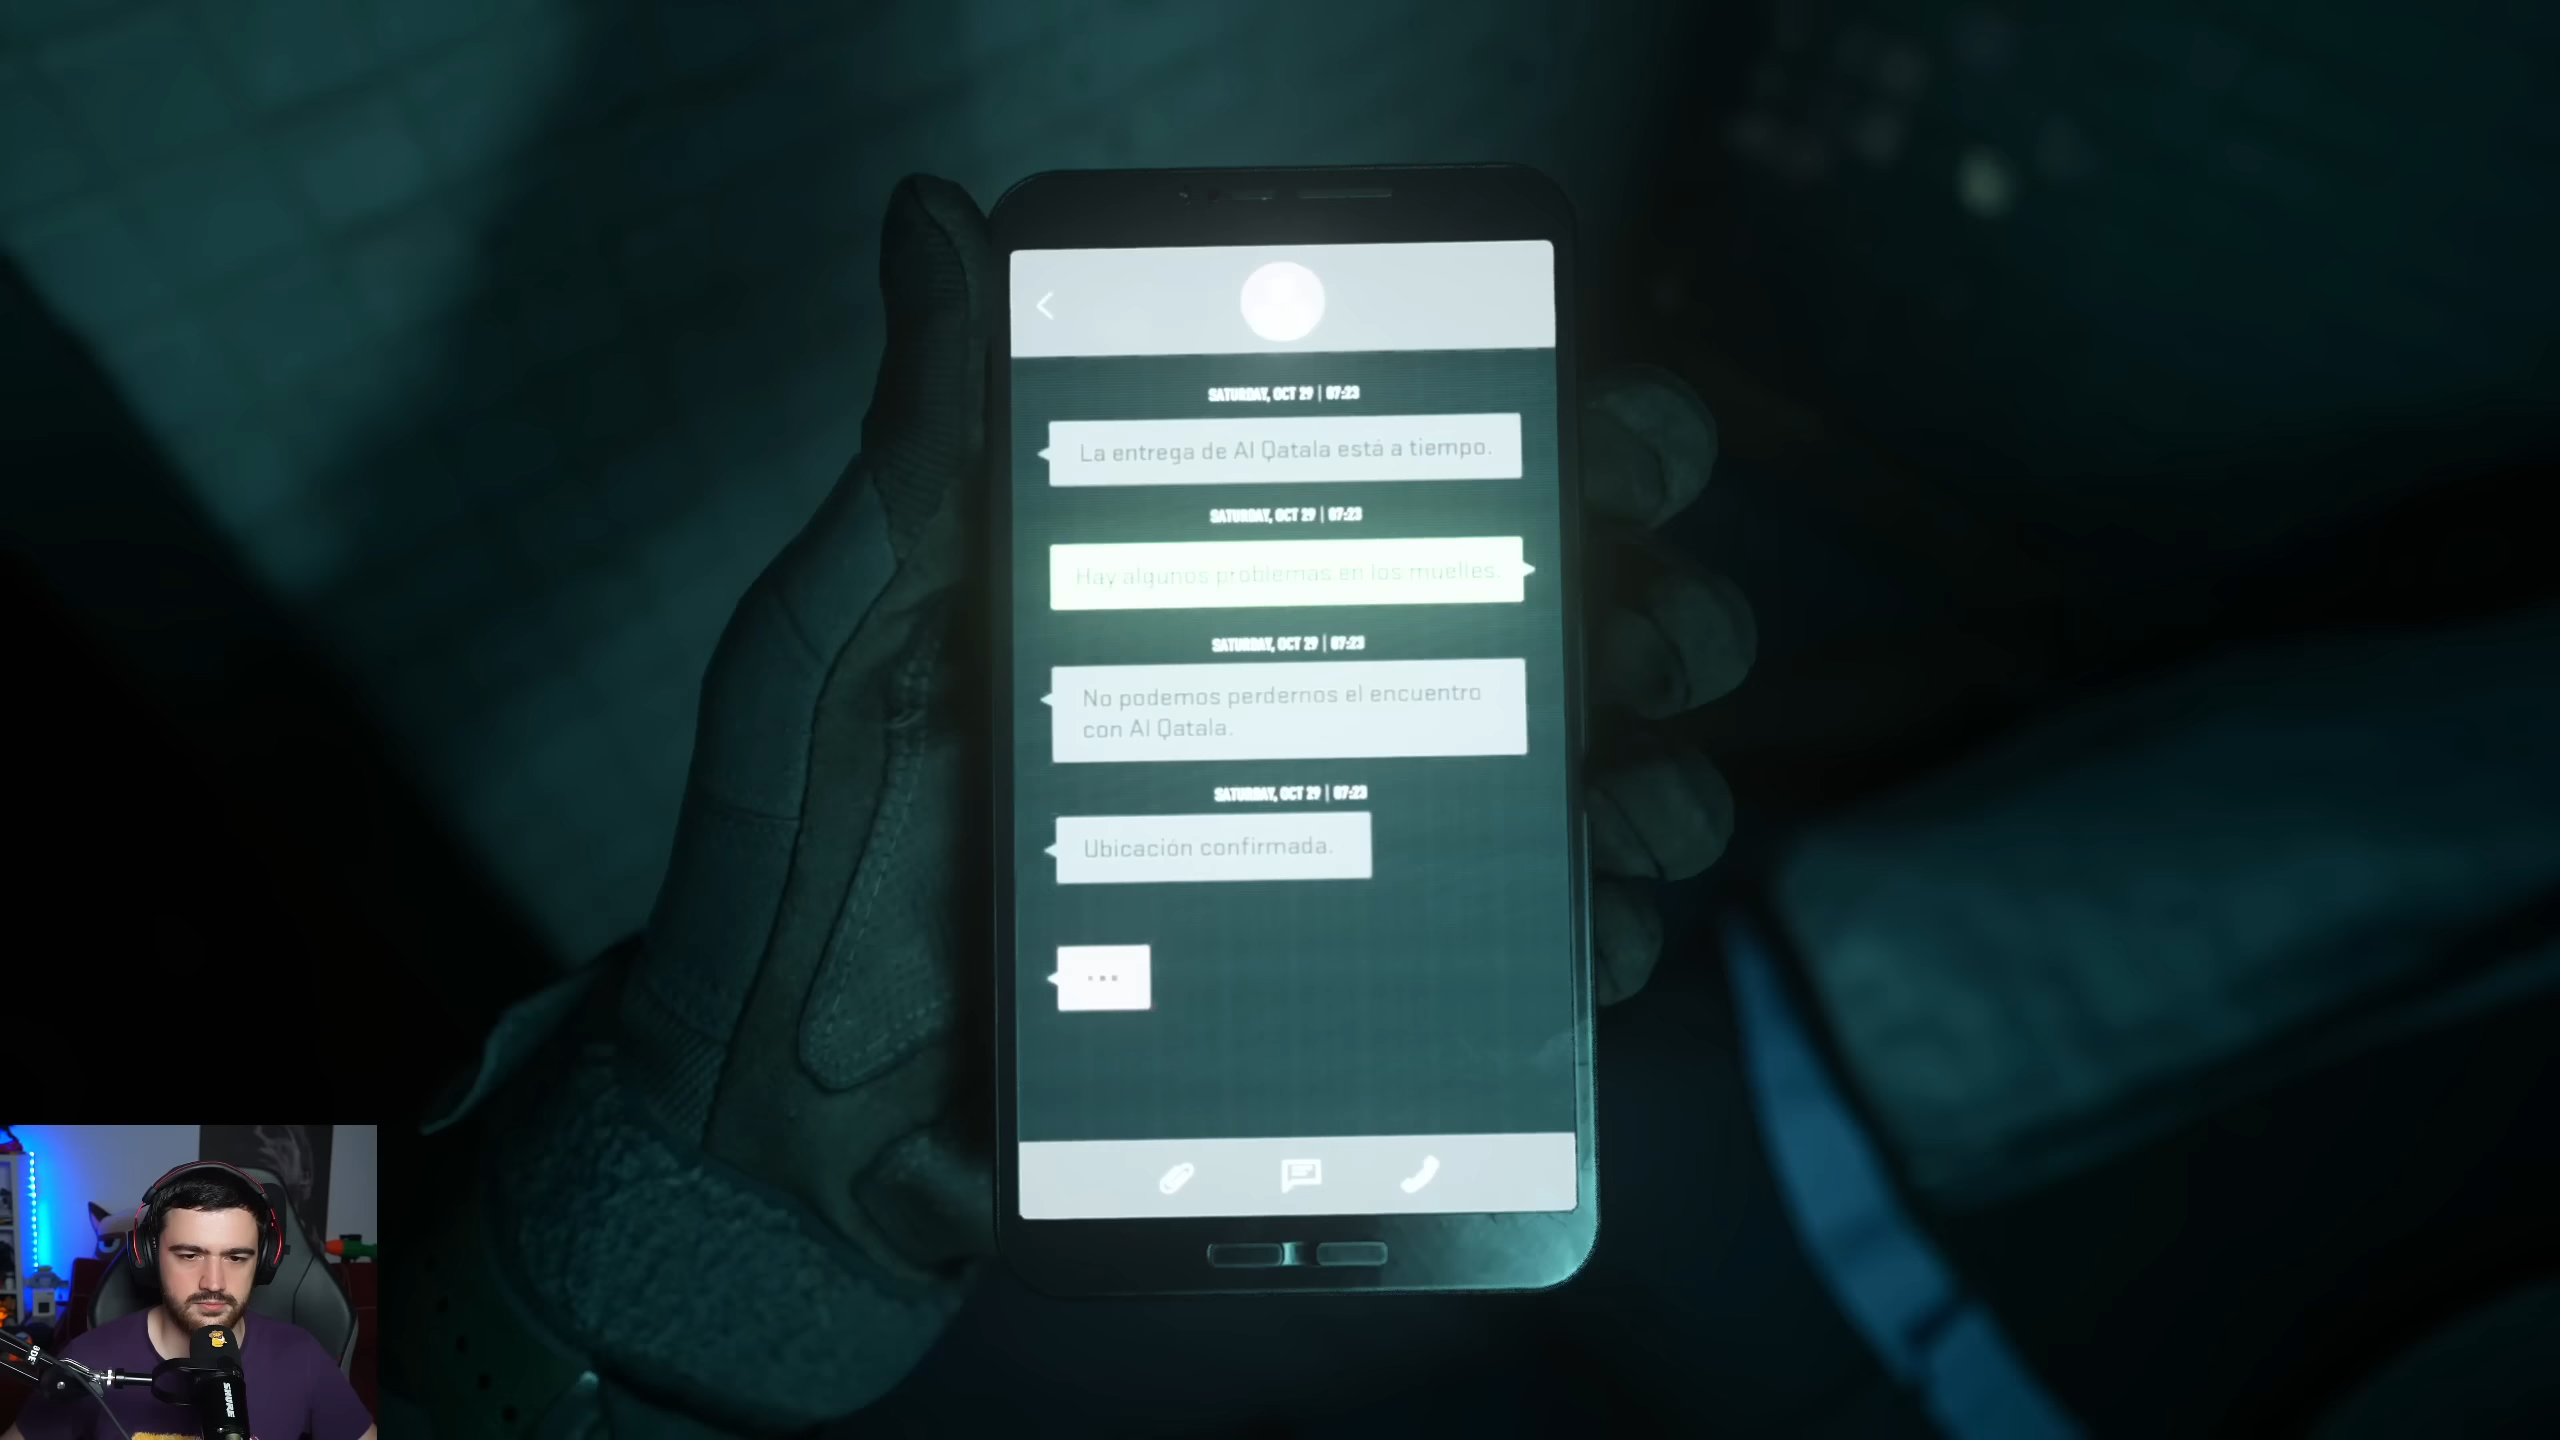 SATURDAY, OCT 29 | 07:23
La entrega de Al Qatala está a tiempo.
SATURDAY, OCT 29 | 07:23
Hay algunos problemas en los muelles.
SATURDAY, OCT 29 | 07:23
No podemos perdernos el encuentro
con Al Qatala.
SATURDAY, OCT 29 | 07:23
Ubicación confirmada.
...
SHURE